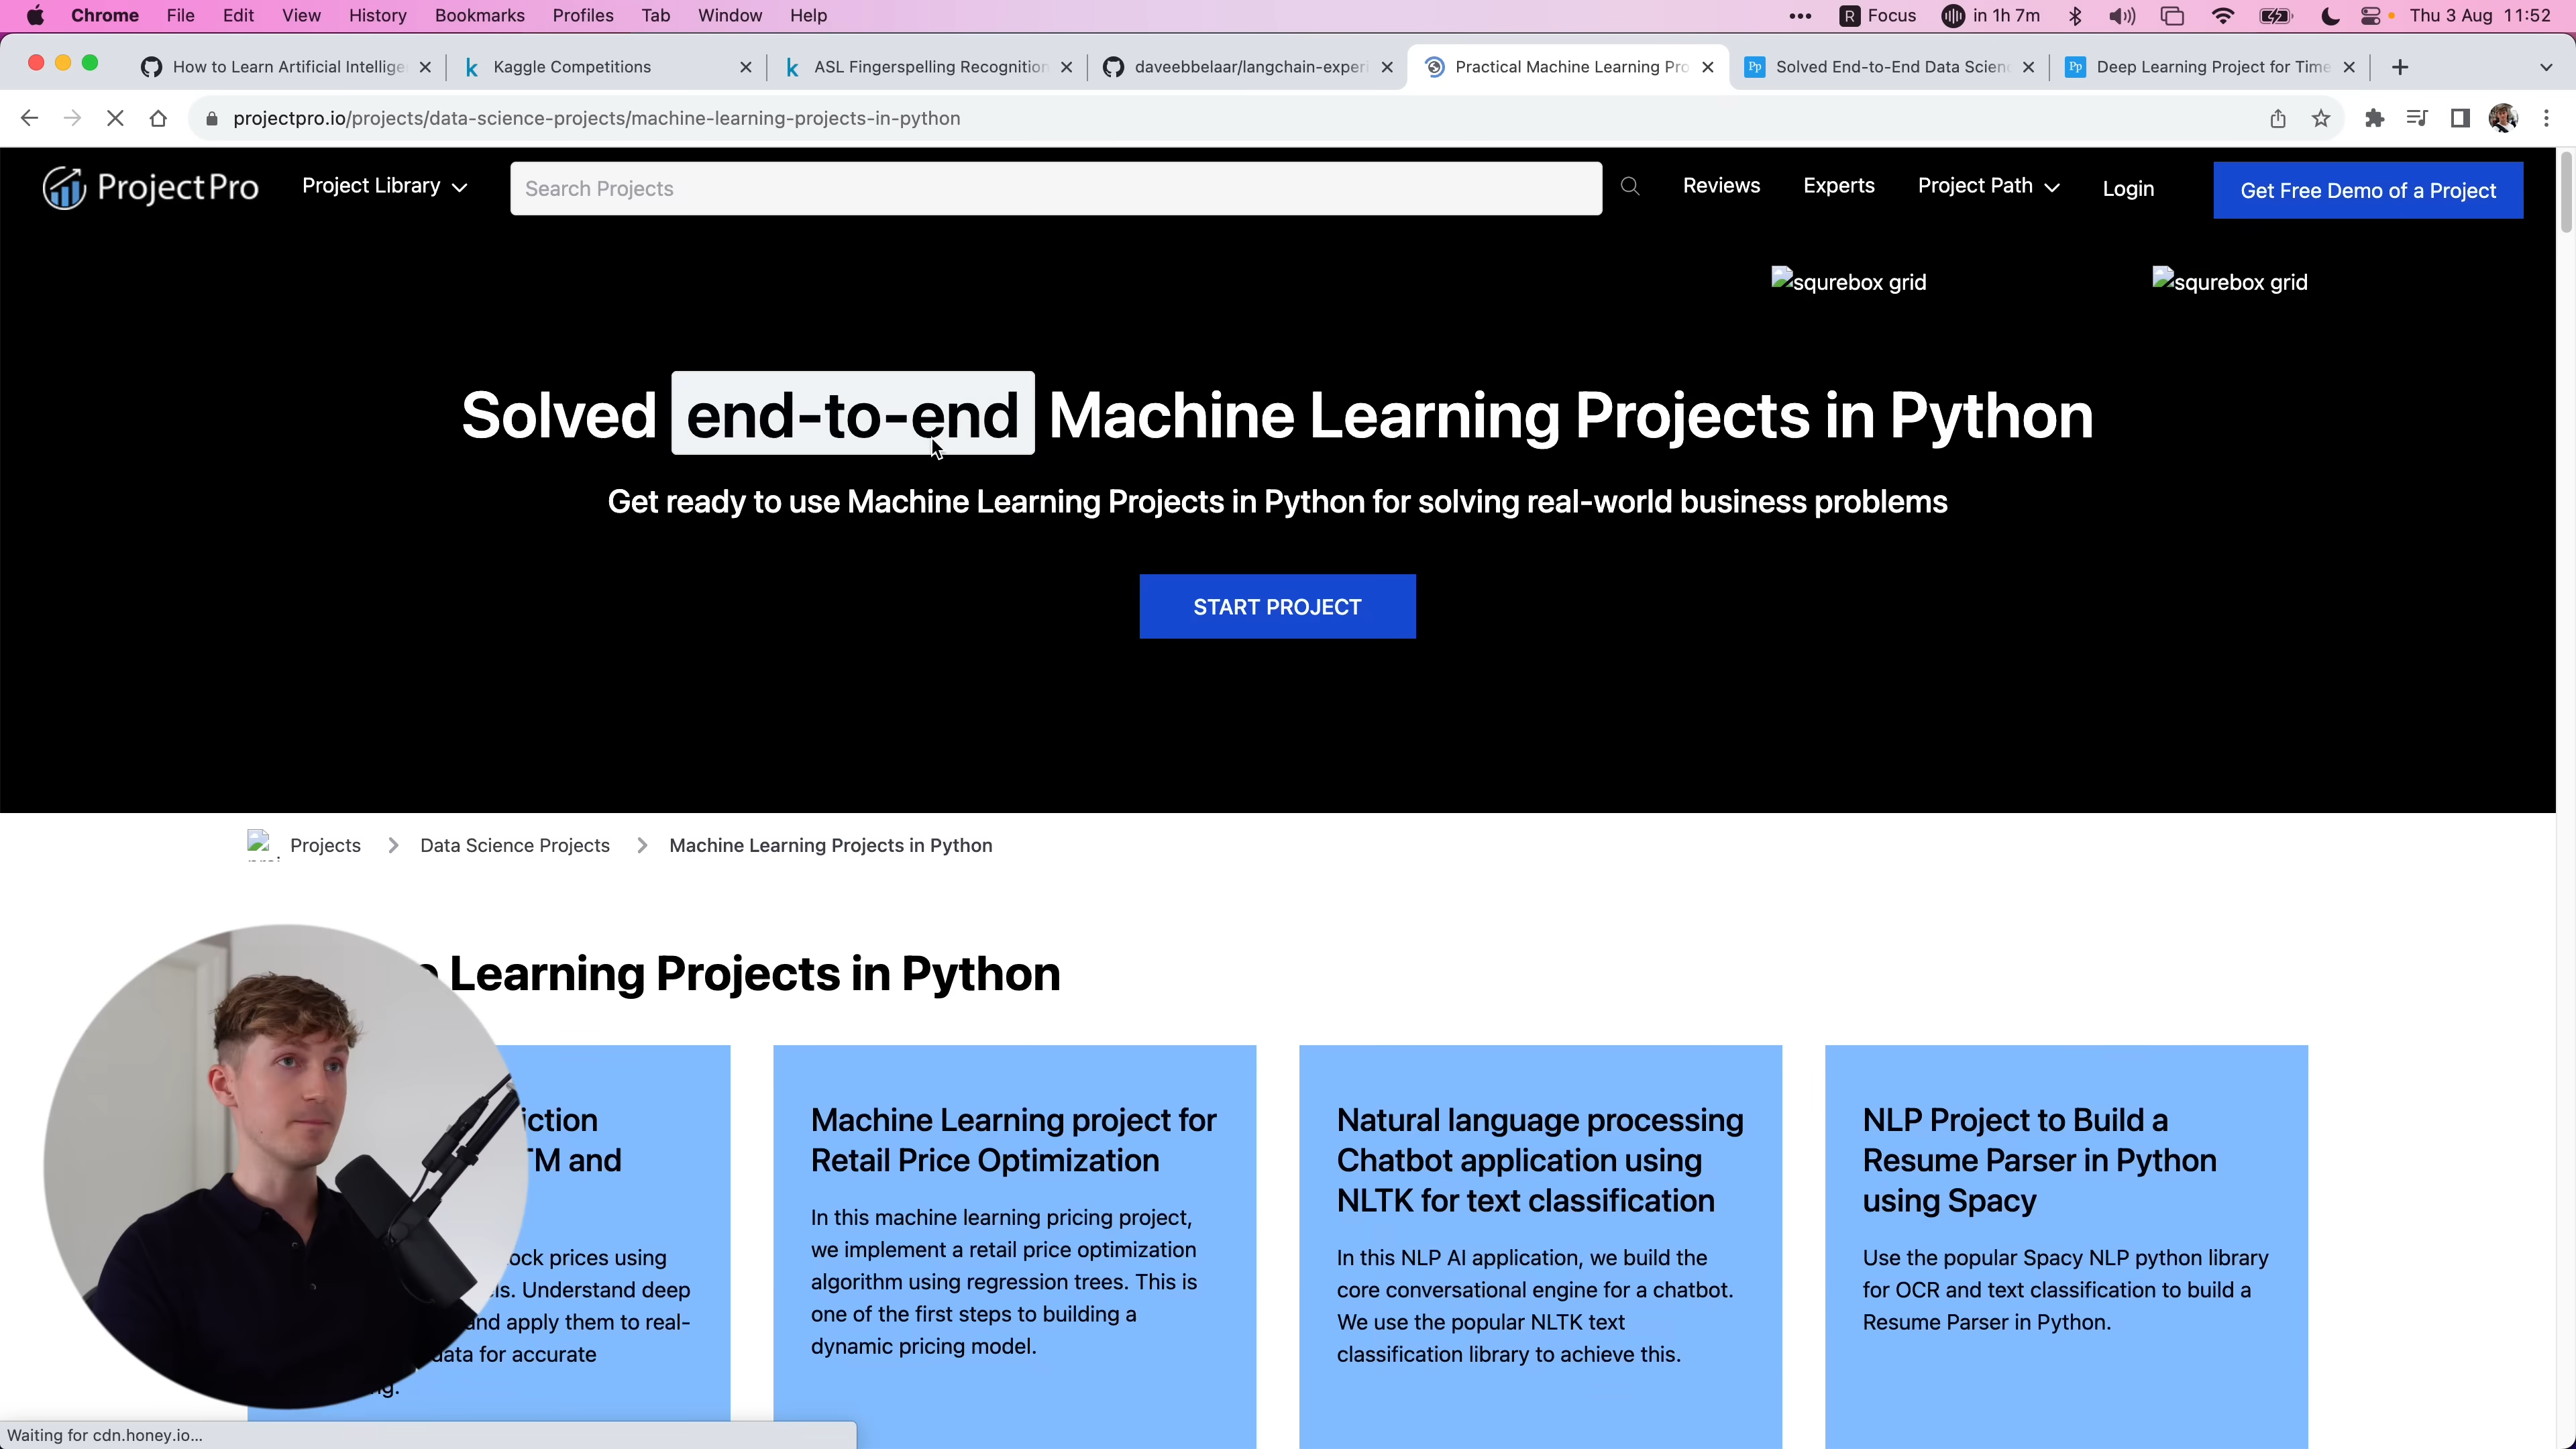 Chrome File Edit View History Bookmarks Profiles Tab Window Help
R Focus in 1h 7m Thu 3 Aug 11:52
How to Learn Artificial Intellige
Kaggle Competitions
ASL Fingerspelling Recognition
daveebbelaar/langchain-experi
Practical Machine Learning Pro
Pp Solved End-to-End Data Scien
Pp Deep Learning Project for Time
projectpro.io/projects/data-science-projects/machine-learning-projects-in-python
ProjectPro
Project Library
Search Projects
Reviews
Experts
Project Path
Login
Get Free Demo of a Project
squrebox grid
squrebox grid
Solved end-to-end Machine Learning Projects in Python
Get ready to use Machine Learning Projects in Python for solving real-world business problems
START PROJECT
Projects > Data Science Projects > Machine Learning Projects in Python
Learning Projects in Python
iction
TM and
ock prices using
ls. Understand deep
and apply them to real-
data for accurate
g.
Machine Learning project for
Retail Price Optimization
In this machine learning pricing project,
we implement a retail price optimization
algorithm using regression trees. This is
one of the first steps to building a
dynamic pricing model.
Natural language processing
Chatbot application using
NLTK for text classification
In this NLP AI application, we build the
core conversational engine for a chatbot.
We use the popular NLTK text
classification library to achieve this.
NLP Project to Build a
Resume Parser in Python
using Spacy
Use the popular Spacy NLP python library
for OCR and text classification to build a
Resume Parser in Python.
Waiting for cdn.honey.io...